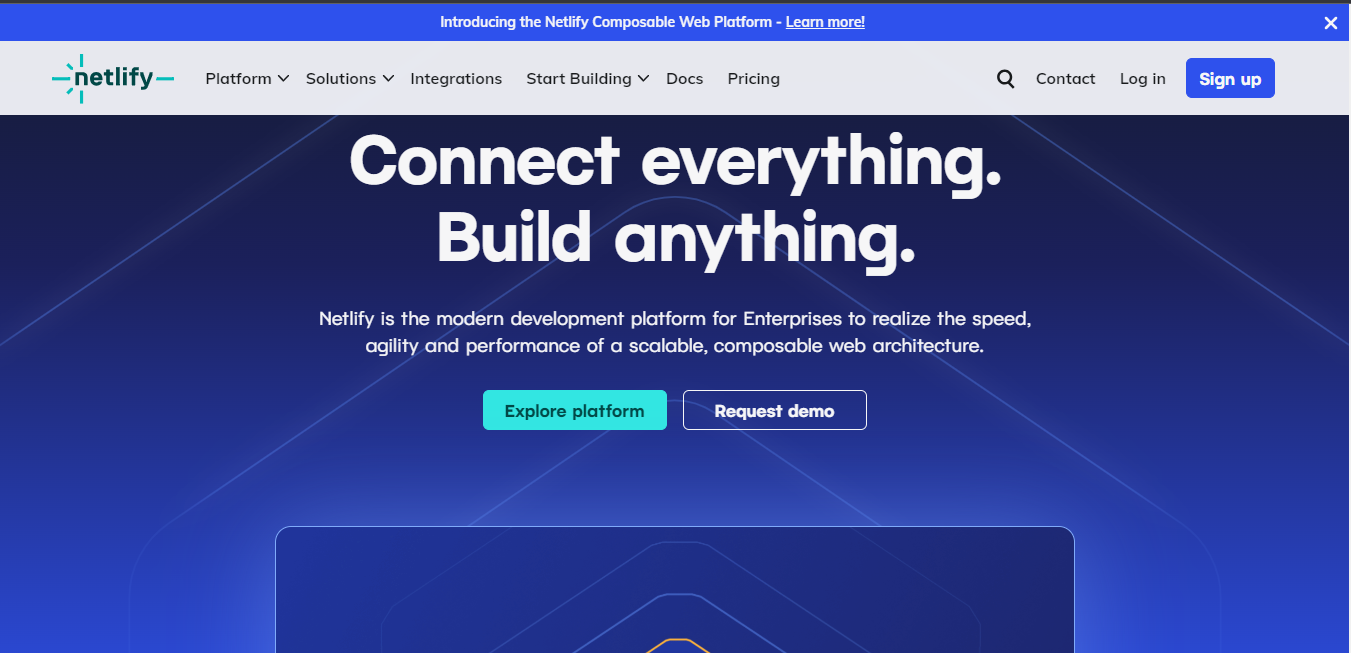 Introducing the Netlify Composable Web Platform - Learn more!
netlify Platform Solutions Integrations Start Building Docs Pricing Contact Log in Sign up
Connect everything.
Build anything.
Netlify is the modern development platform for Enterprises to realize the speed,
agility and performance of a scalable, composable web architecture.
Explore platform Request demo